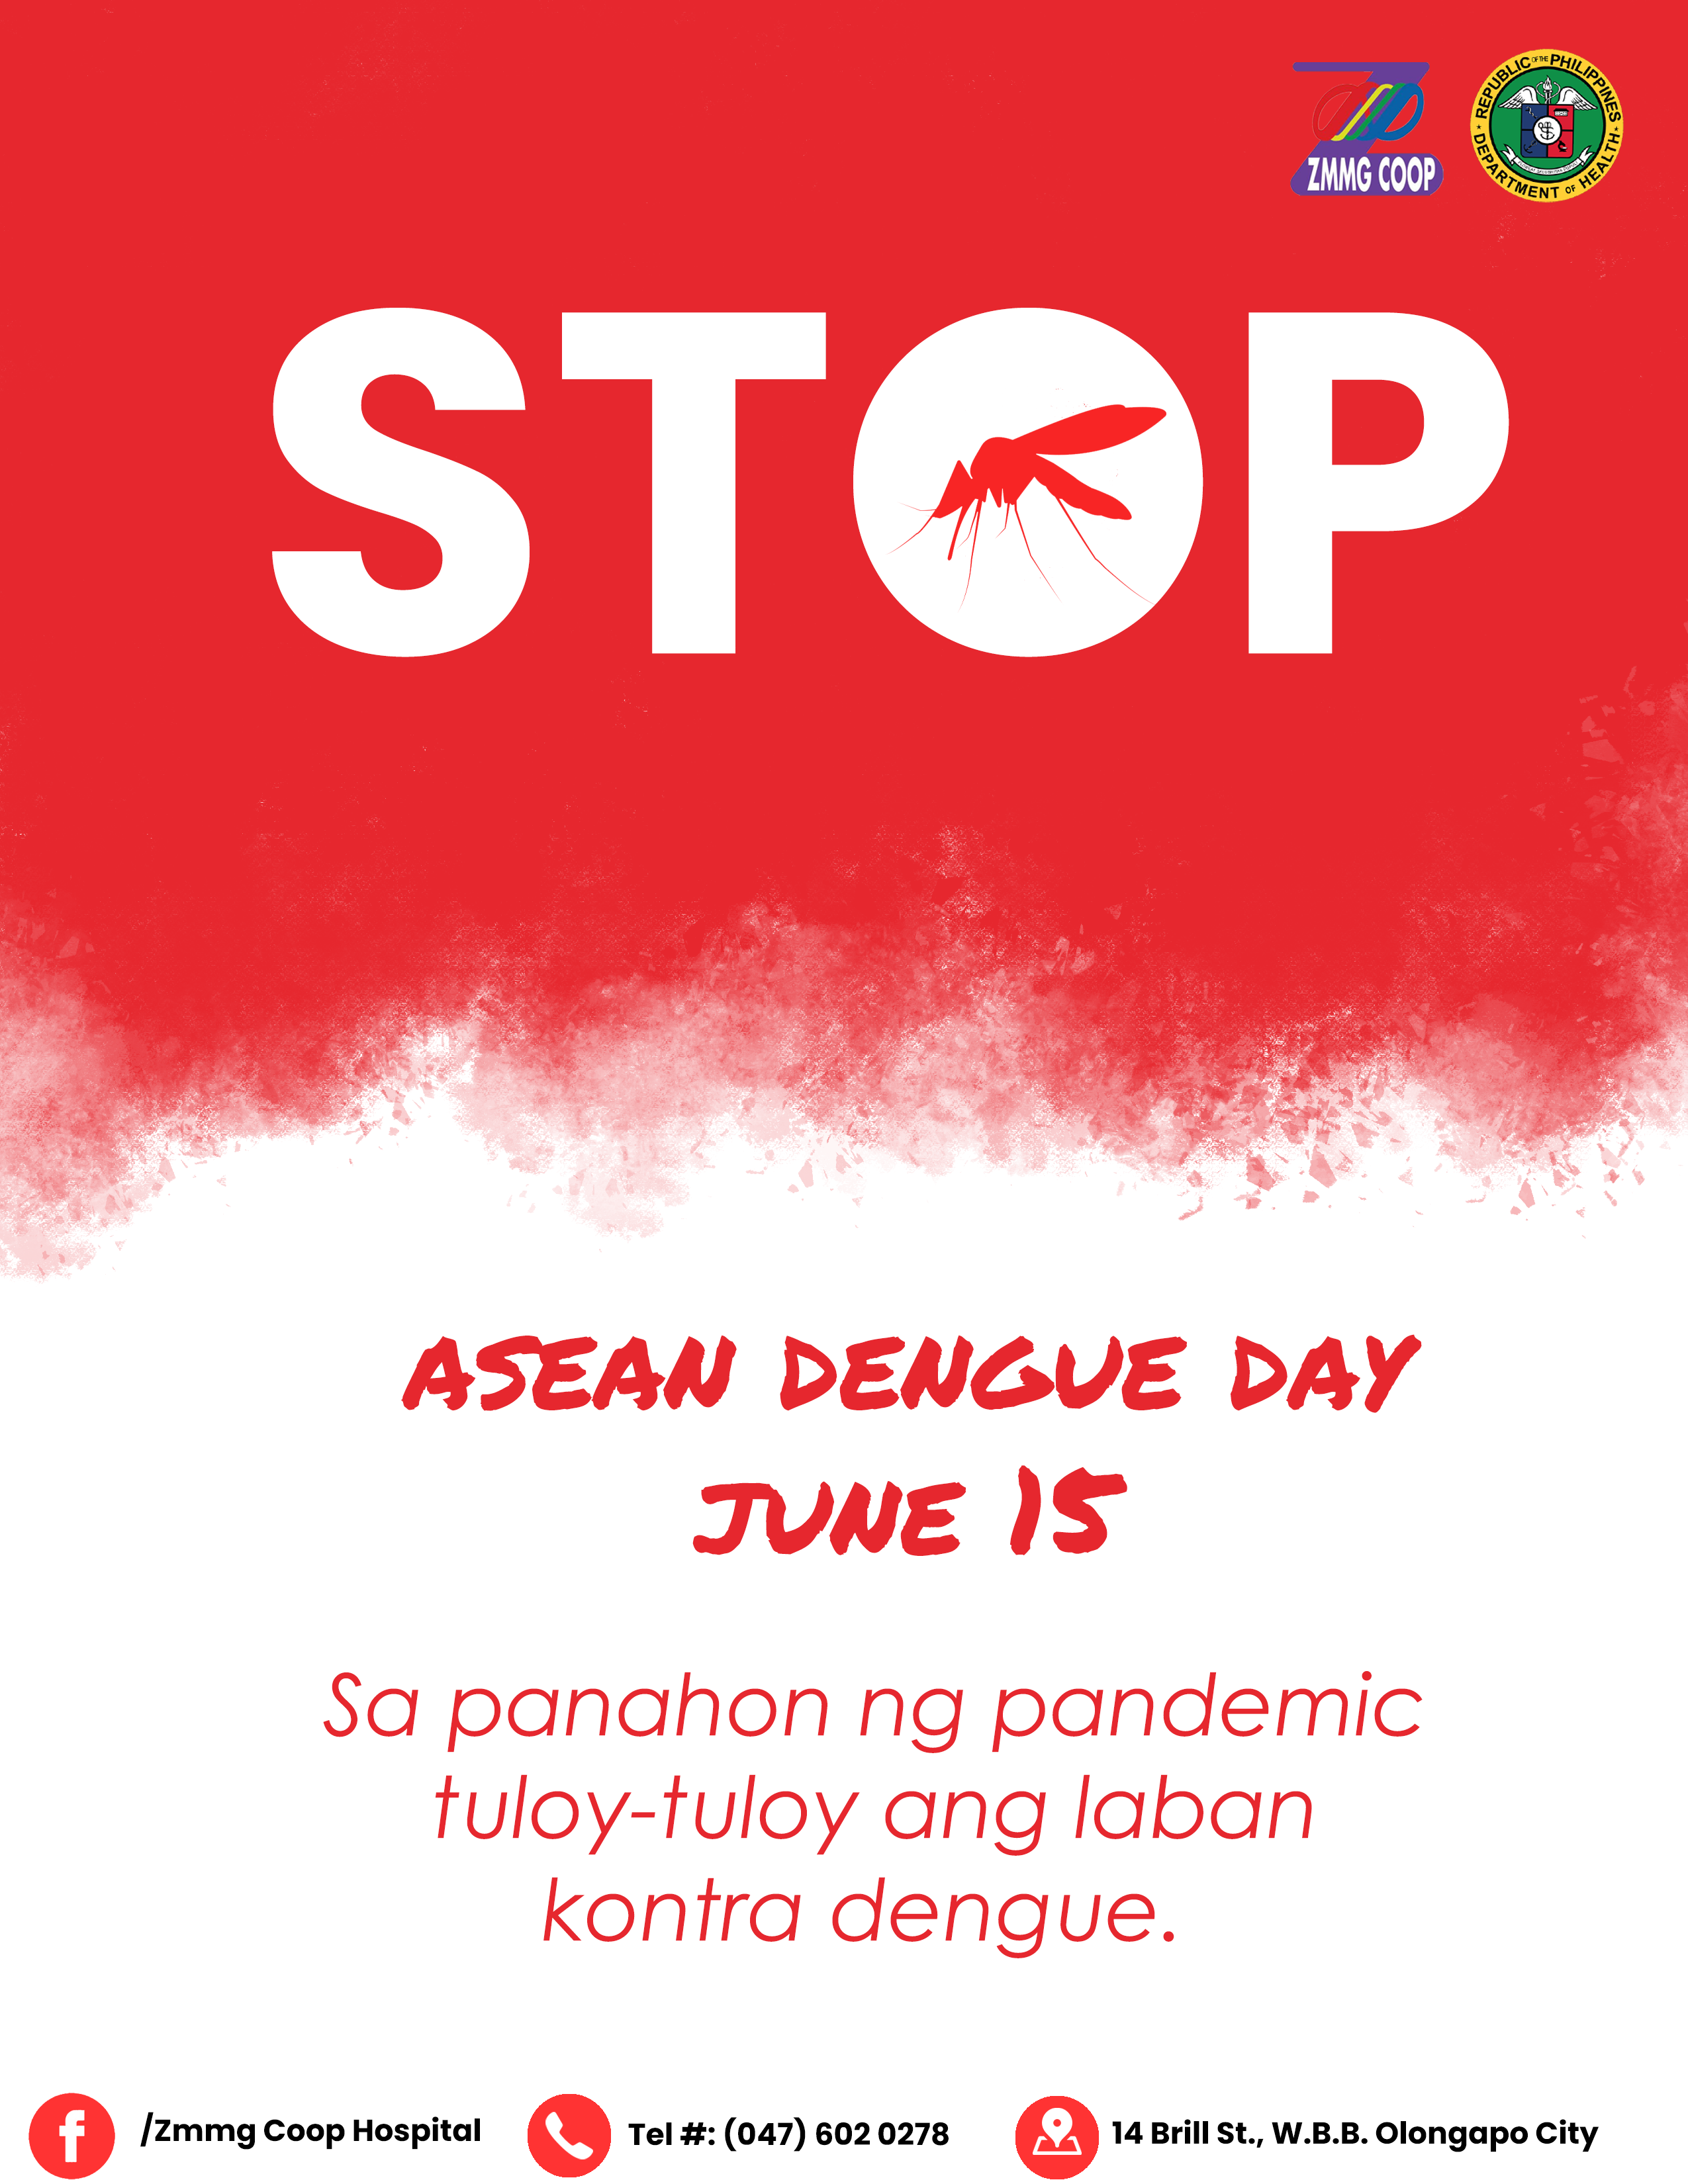 ZMMG COOP
REPUBLIC OF THE PHILIPPINES
DEPARTMENT OF HEALTH
STOP
ASEAN DENGUE DAY
JUNE 15
Sa panahon ng pandemic
tuloy-tuloy ang laban
kontra dengue.
/Zmmg Coop Hospital
Tel #: (047) 602 0278
14 Brill St., W.B.B. Olongapo City